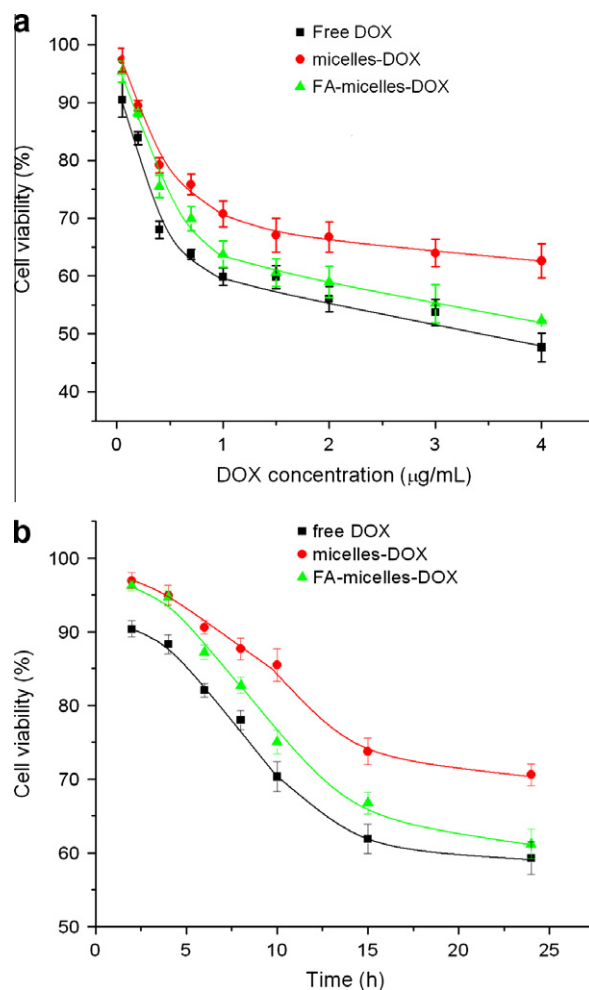 a
Free DOX
micelles-DOX
FA-micelles-DOX
Cell viability (%)
100
90
80
70
60
50
40
0 1 2 3 4
DOX concentration (μg/mL)
b
free DOX
micelles-DOX
FA-micelles-DOX
Cell viability (%)
100
90
80
70
60
50
0 5 10 15 20 25
Time (h)